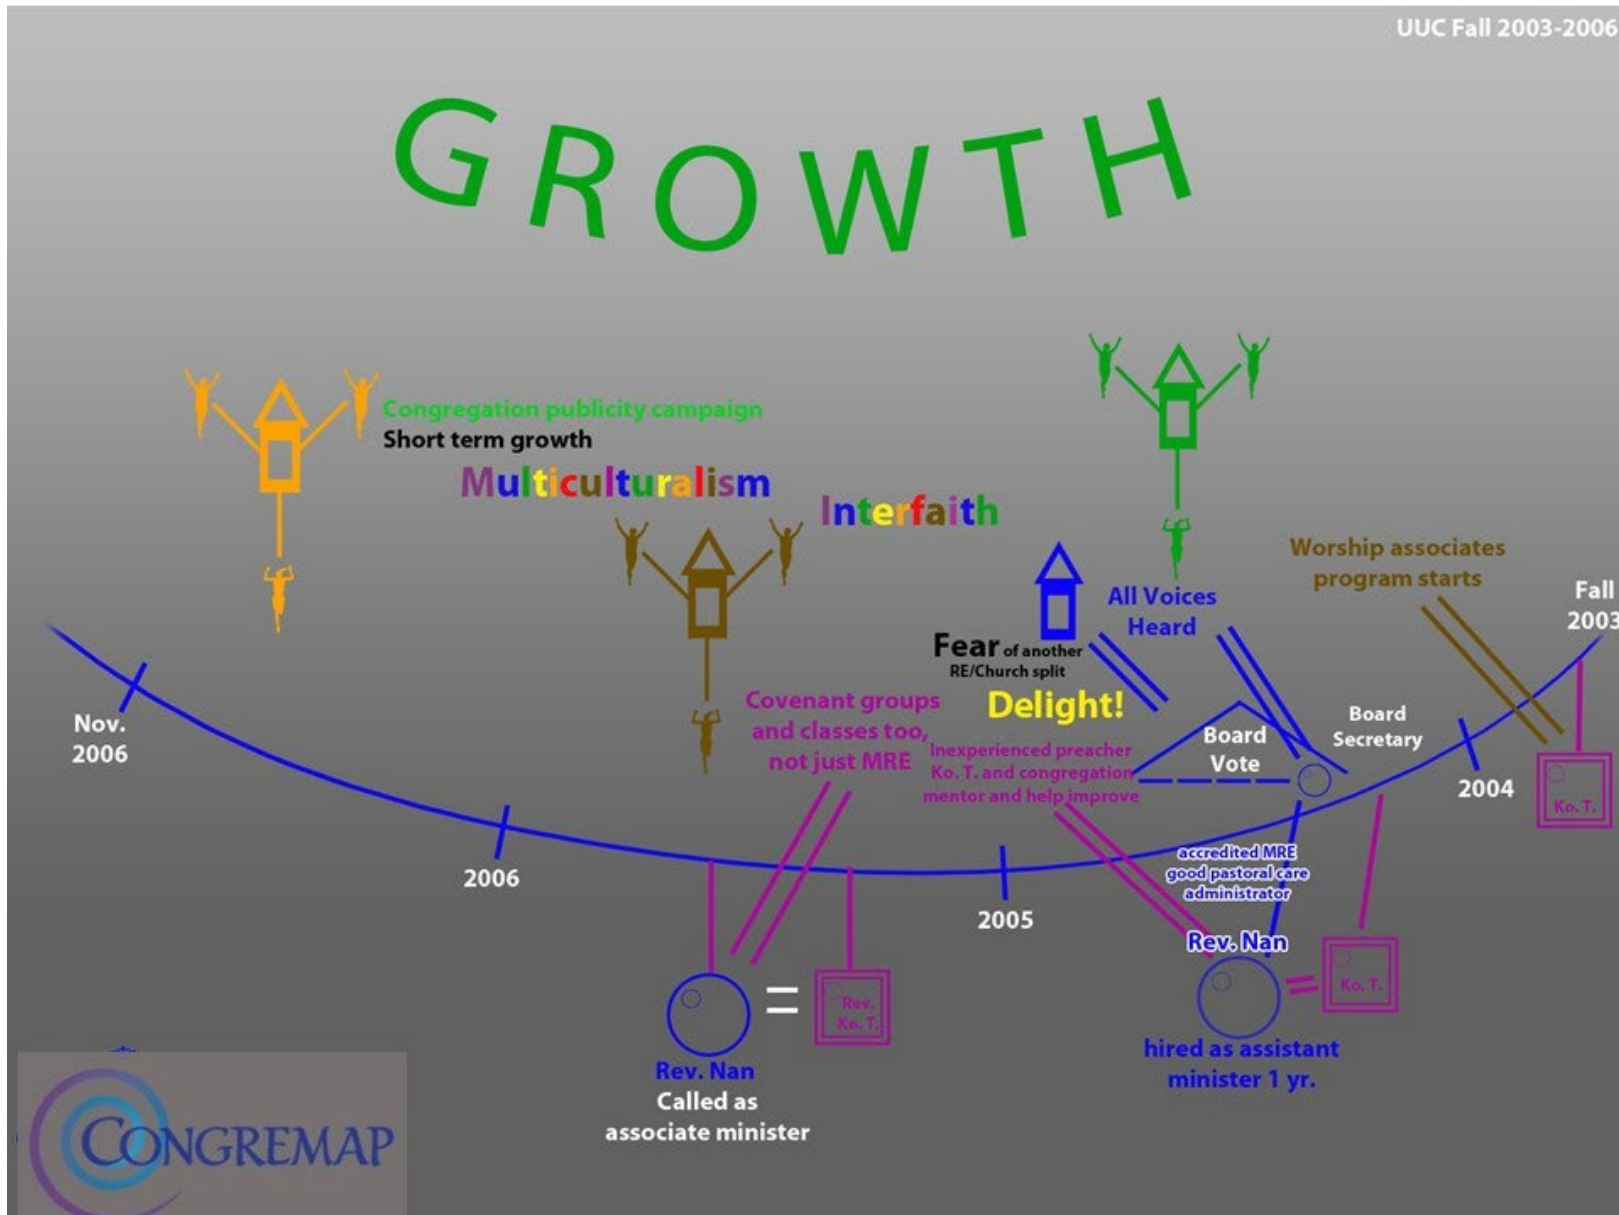 UUC Fall 2003-2006
GROWTH
Congregation publicity campaign
Short term growth
Multiculturalism
Interfaith
Worship associates
program starts
Fall
2003
All Voices
Heard
Fear of another
RE/Church split
Delight!
Covenant groups
and classes too,
not just MRE
Inexperienced preacher
Ko. T. and congregation
mentor and help improve
Board
Vote
Board
Secretary
Nov.
2006
2004
Ko. T.
2006
2005
accredited MRE
good pastoral care
administrator
Rev. Nan
Ko. T.
hired as assistant
minister 1 yr.
Rev.
Ko. T.
=
Rev. Nan
Called as
associate minister
CONGREMAP